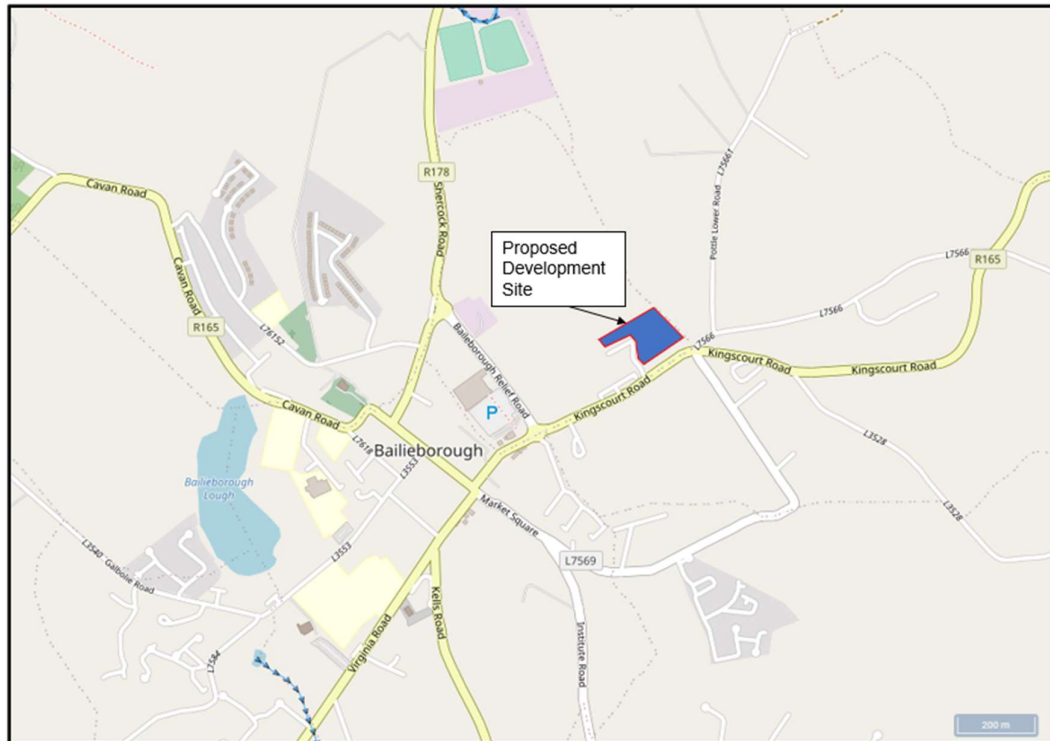 R178
Shercock Road
Cavan Road
L75661
Pottle Lower Road
Proposed
Development
Site
L7566
R165
Cavan Road
R165
L76152
L7566
L7566
Bailieborough Relief Road
Kingscourt Road
Kingscourt Road
Kingscourt Road
P
Cavan Road
L7618
L3553
Bailieborough
L3528
Bailieborough
Lough
Market Square
L3528
L3540
Galbolie Road
L3553
L7569
Kells Road
Virginia Road
Institute Road
L7584
200 m